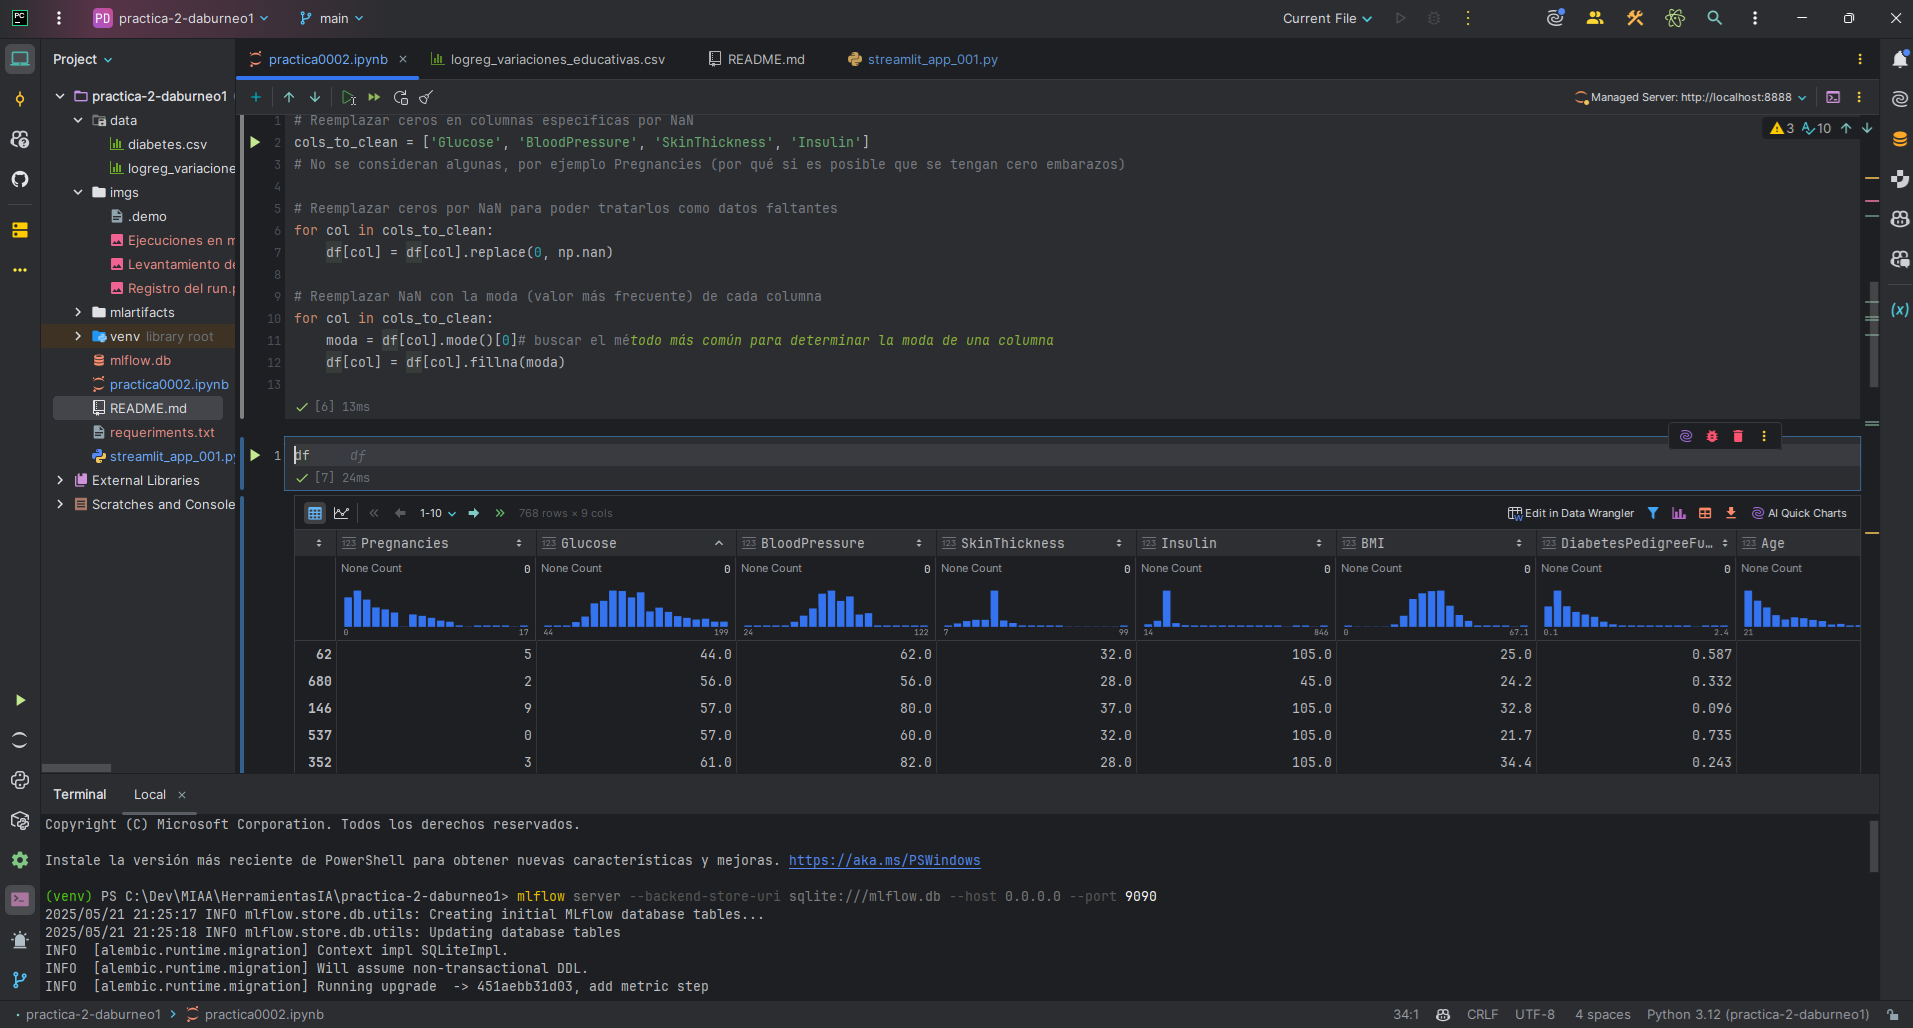 PC
PD practica-2-daburneo1 main Current File
Project
practica-2-daburneo1
data
diabetes.csv
logreg_variacione
imgs
.demo
Ejecuciones en m
Levantamiento de
Registro del run.p
mlartifacts
venv library root
mlflow.db
practica0002.ipynb
README.md
requeriments.txt
streamlit_app_001.py
External Libraries
Scratches and Console
practica0002.ipynb logreg_variaciones_educativas.csv README.md streamlit_app_001.py
Managed Server: http://localhost:8888
3 10
1 # Reemplazar ceros en columnas especificas por NaN
2 cols_to_clean = ['Glucose', 'BloodPressure', 'SkinThickness', 'Insulin']
3 # No se consideran algunas, por ejemplo Pregnancies (por qué si es posible que se tengan cero embarazos)
4
5 # Reemplazar ceros por NaN para poder tratarlos como datos faltantes
6 for col in cols_to_clean:
7 df[col] = df[col].replace(0, np.nan)
8
9 # Reemplazar NaN con la moda (valor más frecuente) de cada columna
10 for col in cols_to_clean:
11 moda = df[col].mode()[0]# buscar el método más común para determinar la moda de una columna
12 df[col] = df[col].fillna(moda)
13
[6] 13ms
1 df df
[7] 24ms
1-10 768 rows × 9 cols Edit in Data Wrangler AI Quick Charts
123 Pregnancies 123 Glucose 123 BloodPressure 123 SkinThickness 123 Insulin 123 BMI 123 DiabetesPedigreeFu... 123 Age
None Count 0 None Count 0 None Count 0 None Count 0 None Count 0 None Count 0 None Count 0 None Count
0 17 44 199 24 122 7 99 14 846 0 67.1 0.1 2.4 21
62 5 44.0 62.0 32.0 105.0 25.0 0.587
680 2 56.0 56.0 28.0 45.0 24.2 0.332
146 9 57.0 80.0 37.0 105.0 32.8 0.096
537 0 57.0 60.0 32.0 105.0 21.7 0.735
352 3 61.0 82.0 28.0 105.0 34.4 0.243
Terminal Local
Copyright (C) Microsoft Corporation. Todos los derechos reservados.
Instale la versión más reciente de PowerShell para obtener nuevas características y mejoras. https://aka.ms/PSWindows
(venv) PS C:\Dev\MIAA\HerramientasIA\practica-2-daburneo1> mlflow server --backend-store-uri sqlite:///mlflow.db --host 0.0.0.0 --port 9090
2025/05/21 21:25:17 INFO mlflow.store.db.utils: Creating initial MLflow database tables...
2025/05/21 21:25:18 INFO mlflow.store.db.utils: Updating database tables
INFO [alembic.runtime.migration] Context impl SQLiteImpl.
INFO [alembic.runtime.migration] Will assume non-transactional DDL.
INFO [alembic.runtime.migration] Running upgrade -> 451aebb31d03, add metric step
practica-2-daburneo1 practica0002.ipynb 34:1 CRLF UTF-8 4 spaces Python 3.12 (practica-2-daburneo1)